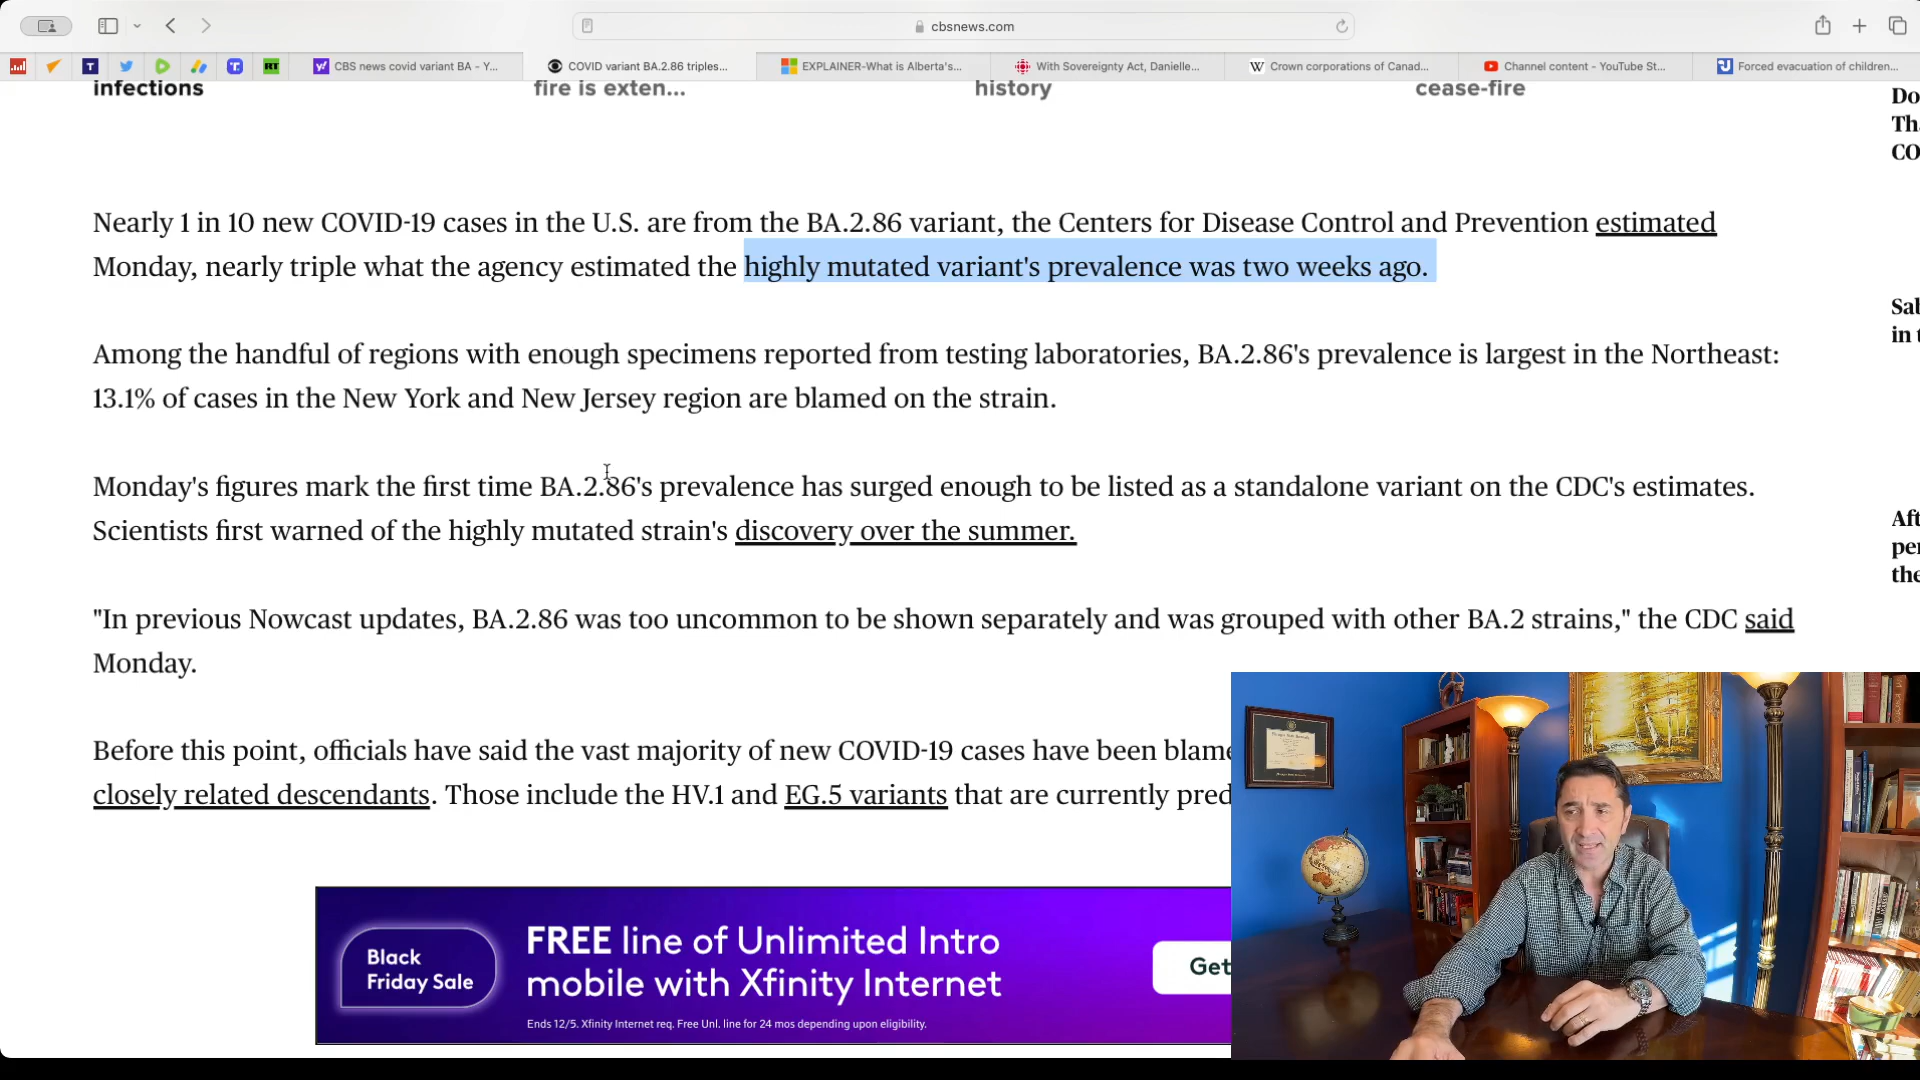 cbsnews.com
CBS news covid variant BA - Y...
COVID variant BA.2.86 triples...
EXPLAINER-What is Alberta's...
With Sovereignty Act, Danielle...
Crown corporations of Canad...
Channel content - YouTube St...
Forced evacuation of children...
infections
fire is exten...
history
cease-fire
Do
Th
CO
Nearly 1 in 10 new COVID-19 cases in the U.S. are from the BA.2.86 variant, the Centers for Disease Control and Prevention estimated
Monday, nearly triple what the agency estimated the highly mutated variant's prevalence was two weeks ago.
Sab
in t
Among the handful of regions with enough specimens reported from testing laboratories, BA.2.86's prevalence is largest in the Northeast:
13.1% of cases in the New York and New Jersey region are blamed on the strain.
Monday's figures mark the first time BA.2.86's prevalence has surged enough to be listed as a standalone variant on the CDC's estimates.
Scientists first warned of the highly mutated strain's discovery over the summer.
Aft
per
the
"In previous Nowcast updates, BA.2.86 was too uncommon to be shown separately and was grouped with other BA.2 strains," the CDC said
Monday.
Before this point, officials have said the vast majority of new COVID-19 cases have been blame
closely related descendants. Those include the HV.1 and EG.5 variants that are currently pred
Black
Friday Sale
FREE line of Unlimited Intro
mobile with Xfinity Internet
Ends 12/5. Xfinity Internet req. Free Unl. line for 24 mos depending upon eligibility.
Get